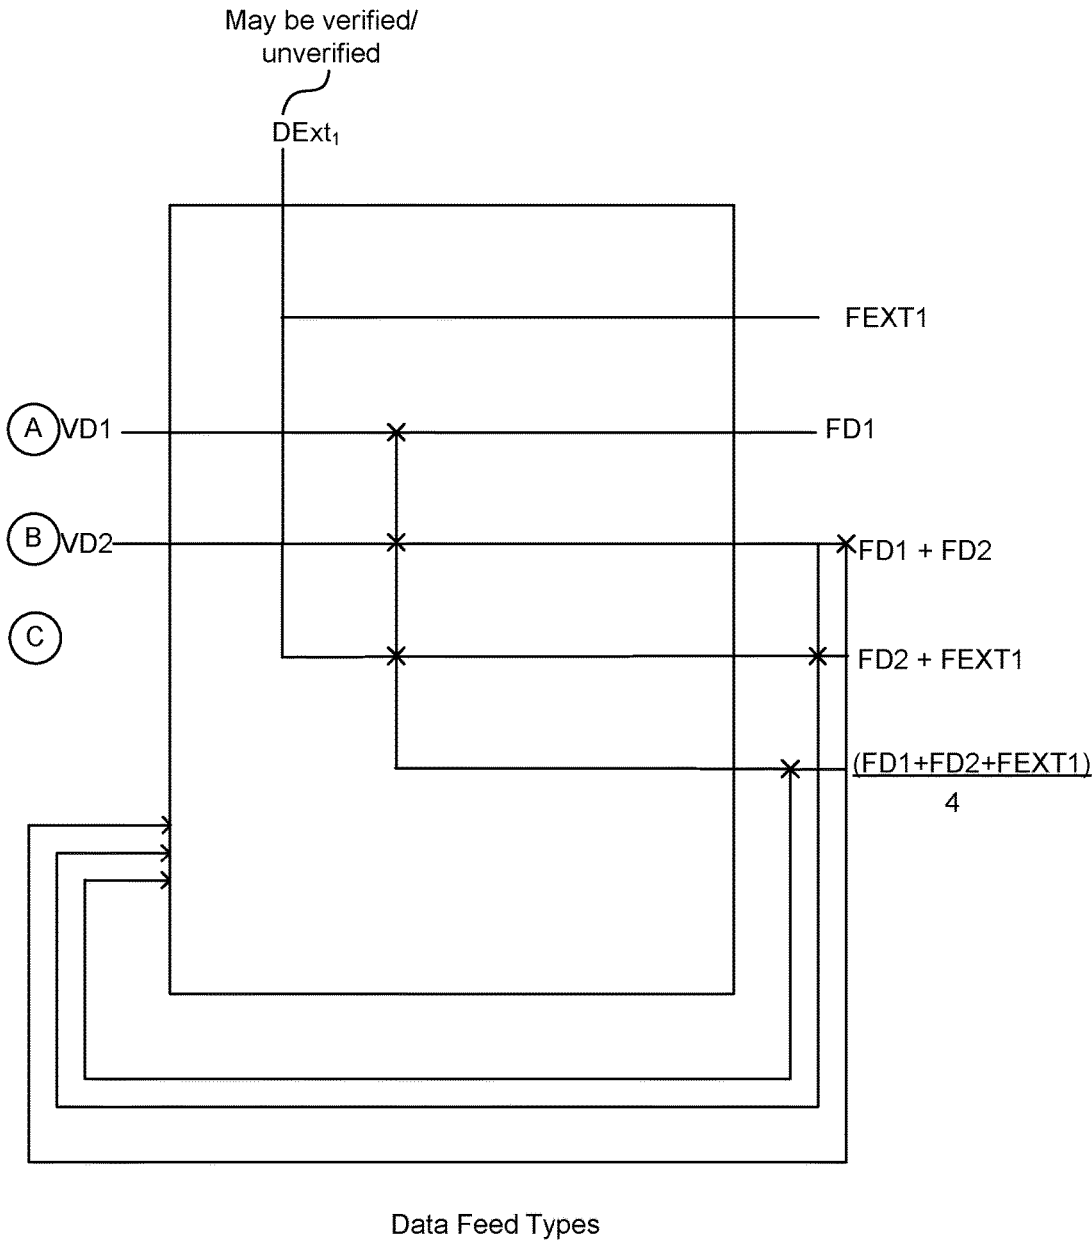 May be verified/
unverified
DExt₁
FEXT1
A VD1
FD1
B VD2
FD1 + FD2
C
FD2 + FEXT1
(FD1+FD2+FEXT1)
4
Data Feed Types